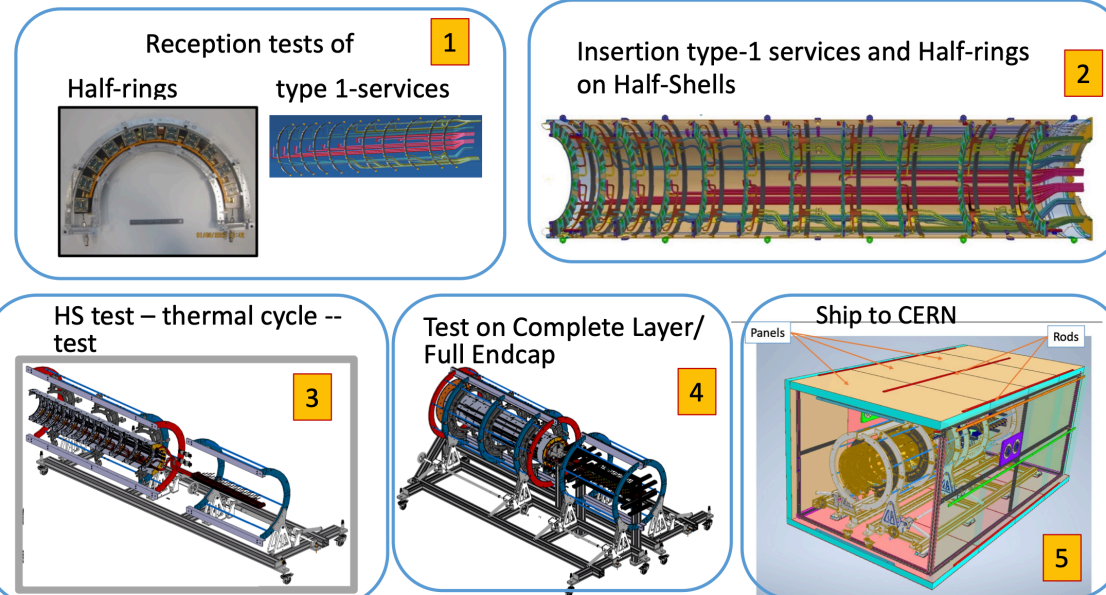 Reception tests of
1
Half-rings
type 1-services
Insertion type-1 services and Half-rings
on Half-Shells
2
HS test – thermal cycle --
test
3
Test on Complete Layer/
Full Endcap
4
Ship to CERN
Panels
Rods
5